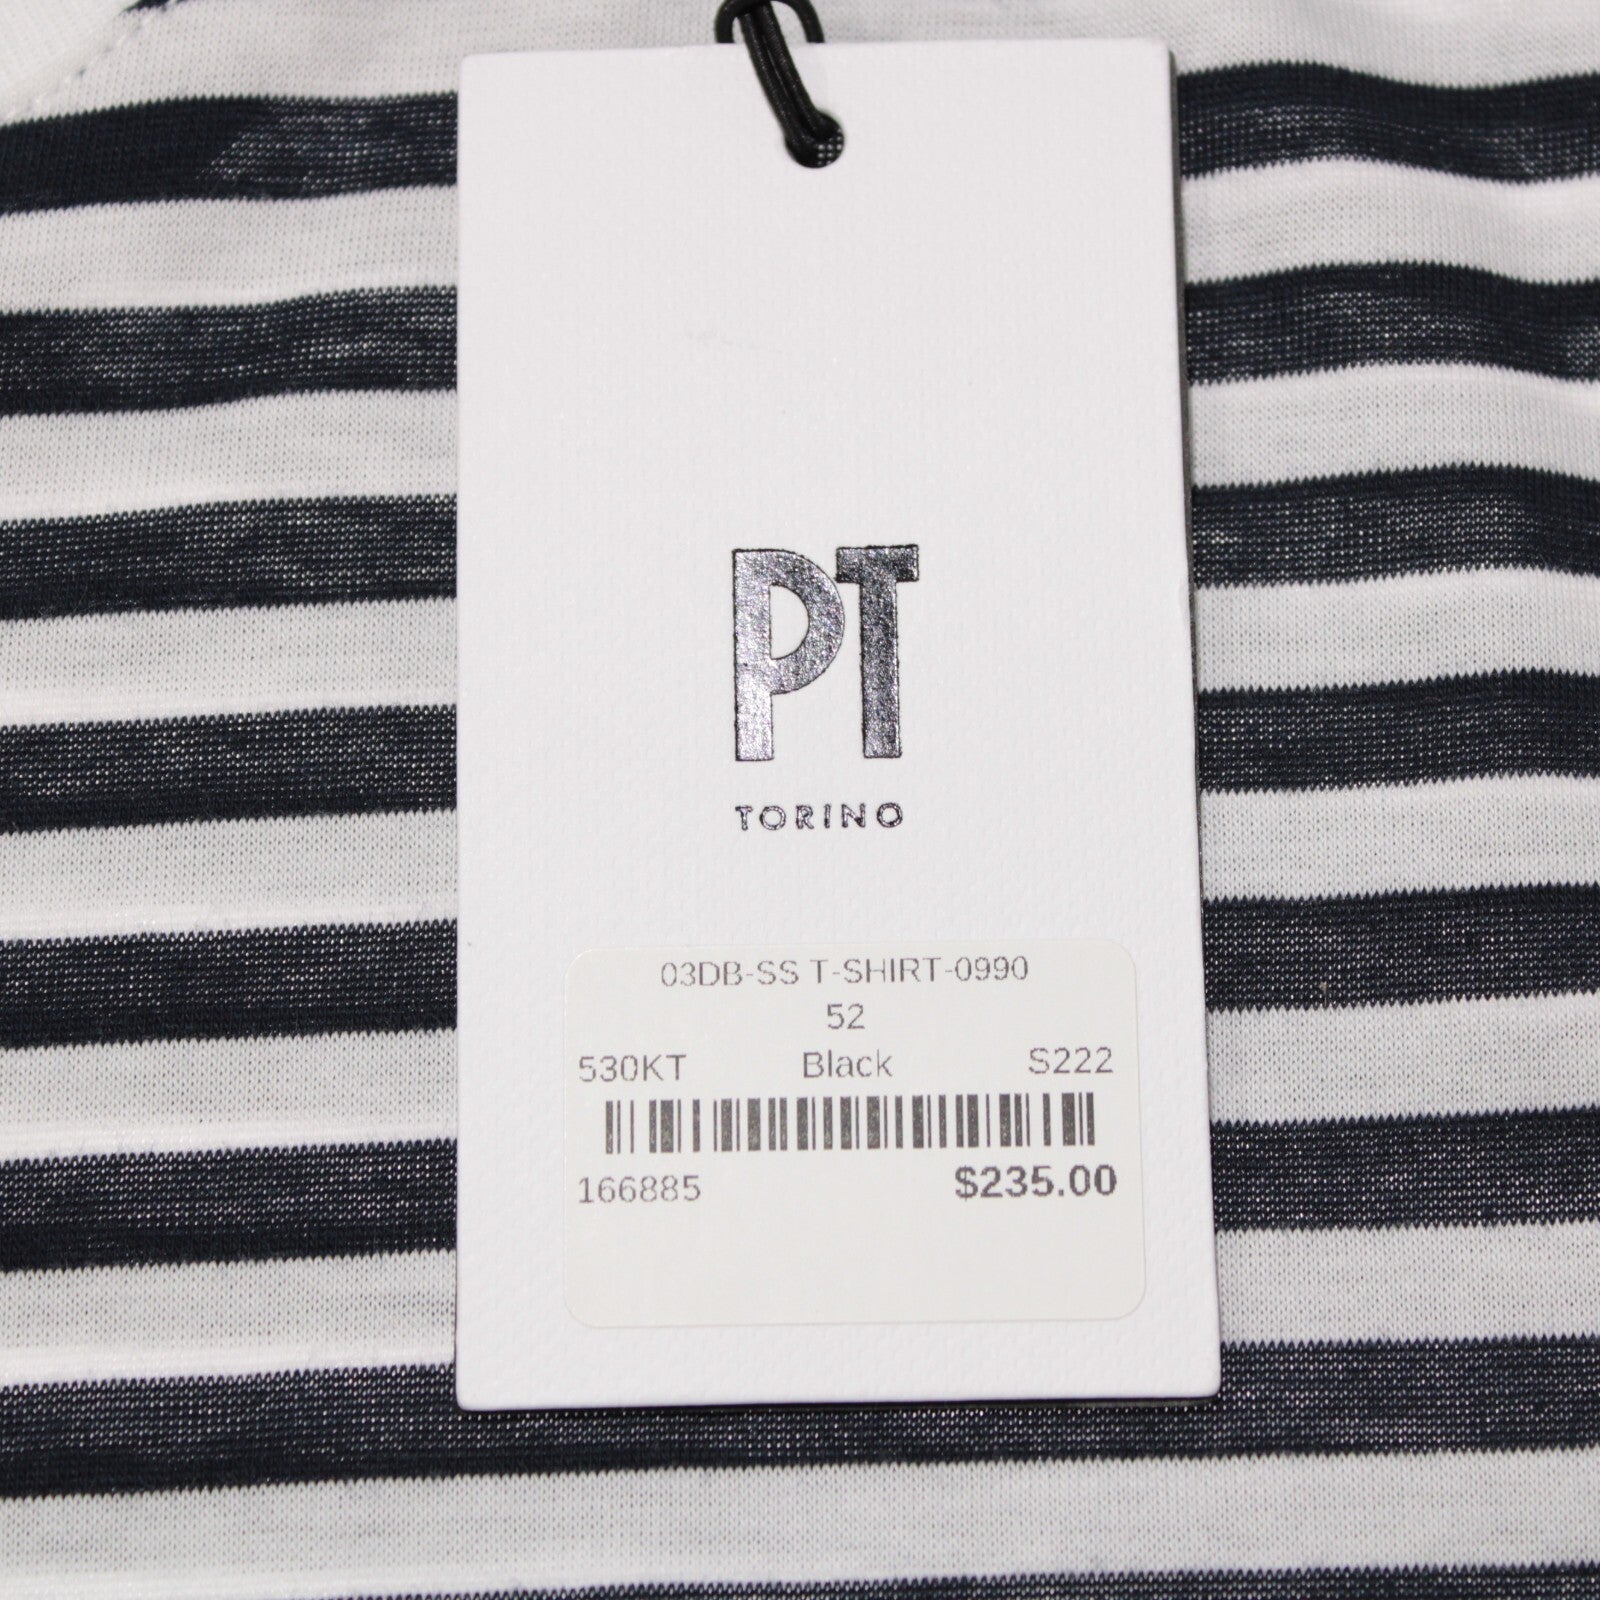 PT
TORINO
03DB-SS T-SHIRT-0990
52
530KT Black S222
166885 $235.00